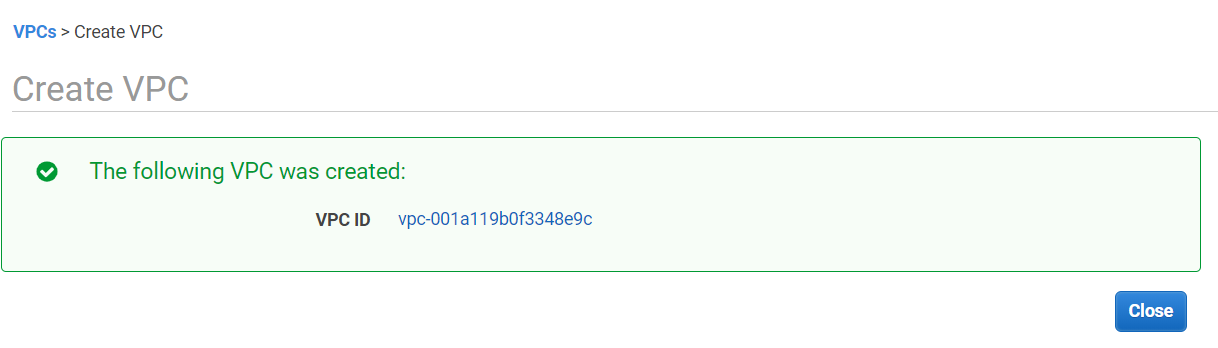 VPCs > Create VPC
Create VPC
The following VPC was created:
VPC ID vpc-001a119b0f3348e9c
Close